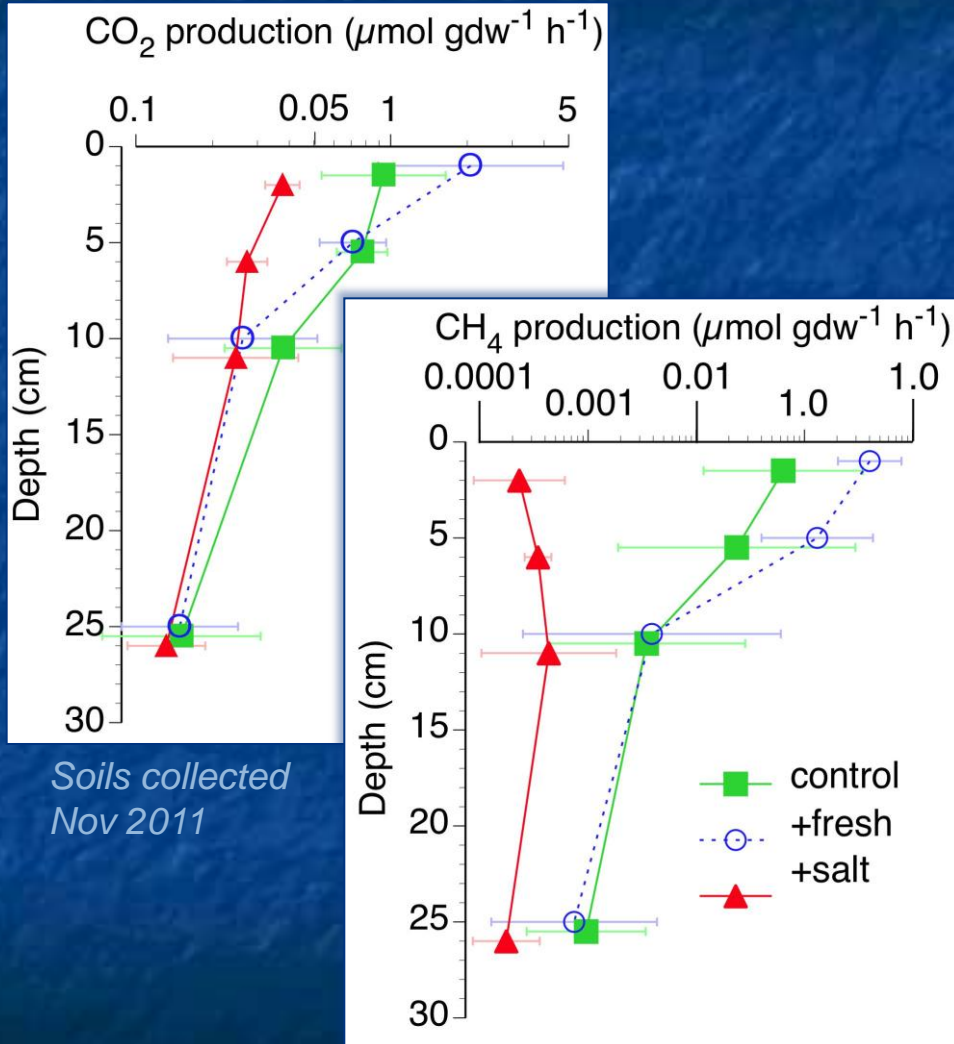 CO₂ production (µmol gdw⁻¹ h⁻¹)
0.1 0.05 1 5
0
5
10
15
20
25
30
Depth (cm)
CH₄ production (µmol gdw⁻¹ h⁻¹)
0.0001 0.001 0.01 1.0 1.0
0
5
10
15
20
25
30
Depth (cm)
control
+fresh
+salt
Soils collected
Nov 2011